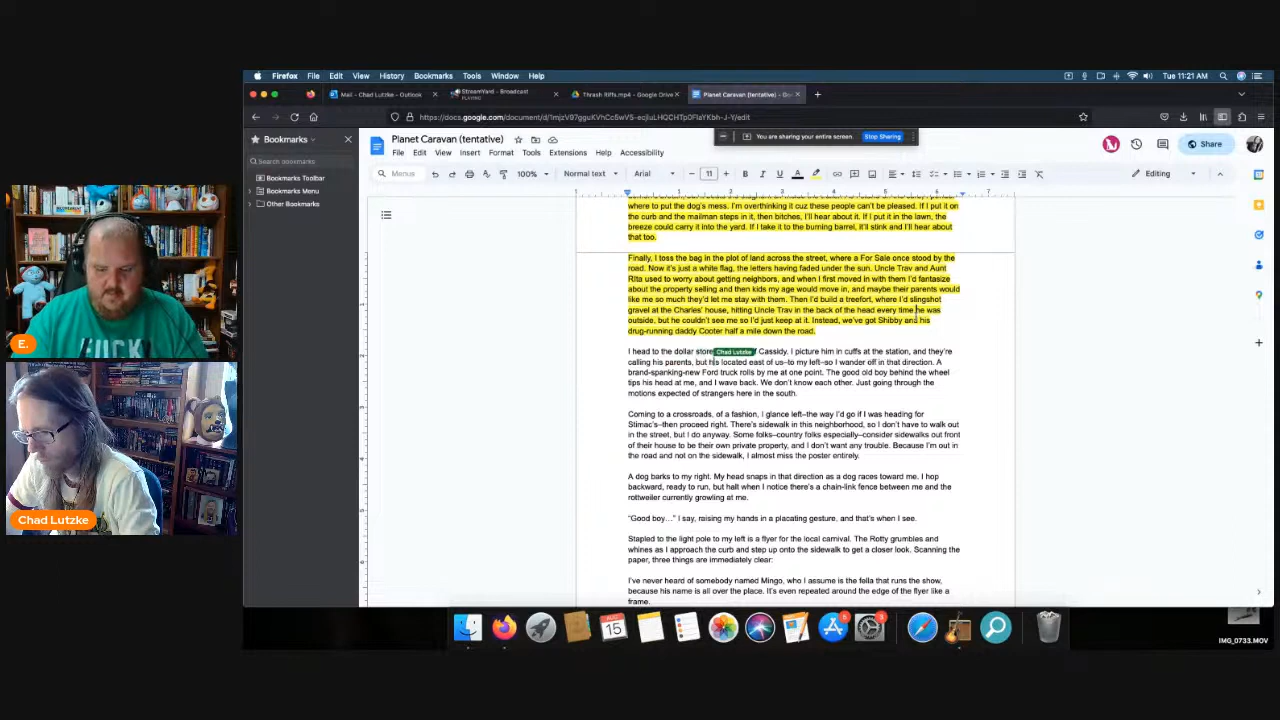 Firefox File Edit View History Bookmarks Tools Window Help Tue 11:21 AM
Mail - Chad Lutzke - Outlook
StreamYard - Broadcast
PLAYING
Thrash Riffs.mp4 - Google Drive
Planet Caravan (tentative) - Goo
Bookmarks
Search bookmarks
Bookmarks Toolbar
Bookmarks Menu
Other Bookmarks
Planet Caravan (tentative)
You are sharing your entire screen. Stop Sharing
File Edit View Insert Format Tools Extensions Help Accessibility
Share
Menus 100% Normal text Arial 11 Editing
where to put the dog's mess. I'm overthinking it cuz these people can't be pleased. If I put it on
the curb and the mailman steps in it, then bitches, I'll hear about it. If I put it in the lawn, the
breeze could carry it into the yard. If I take it to the burning barrel, it'll stink and I'll hear about
that too.
Finally, I toss the bag in the plot of land across the street, where a For Sale once stood by the
road. Now it's just a white flag, the letters having faded under the sun. Uncle Trav and Aunt
Rita used to worry about getting neighbors, and when I first moved in with them I'd fantasize
about the property selling and then kids my age would move in, and maybe their parents would
like me so much they'd let me stay with them. Then I'd build a treefort, where I'd slingshot
gravel at the Charles' house, hitting Uncle Trav in the back of the head every time he was
outside, but he couldn't see me so I'd just keep at it. Instead, we've got Shibby and his
drug-running daddy Cooter half a mile down the road.
I head to the dollar store Chad Lutzke Cassidy. I picture him in cuffs at the station, and they're
calling his parents, but his located east of us–to my left–so I wander off in that direction. A
brand-spanking-new Ford truck rolls by me at one point. The good old boy behind the wheel
tips his head at me, and I wave back. We don't know each other. Just going through the
motions expected of strangers here in the south.
Coming to a crossroads, of a fashion, I glance left–the way I'd go if I was heading for
Stimac's–then proceed right. There's sidewalk in this neighborhood, so I don't have to walk out
in the street, but I do anyway. Some folks–country folks especially–consider sidewalks out front
of their house to be their own private property, and I don't want any trouble. Because I'm out in
the road and not on the sidewalk, I almost miss the poster entirely.
A dog barks to my right. My head snaps in that direction as a dog races toward me. I hop
backward, ready to run, but halt when I notice there's a chain-link fence between me and the
rottweiler currently growling at me.
"Good boy…" I say, raising my hands in a placating gesture, and that's when I see.
Stapled to the light pole to my left is a flyer for the local carnival. The Rotty grumbles and
whines as I approach the curb and step up onto the sidewalk to get a closer look. Scanning the
paper, three things are immediately clear:
I've never heard of somebody named Mingo, who I assume is the fella that runs the show,
because his name is all over the place. It's even repeated around the edge of the flyer like a
frame.
E.
Chad Lutzke
AUG
15
IMG_0733.MOV